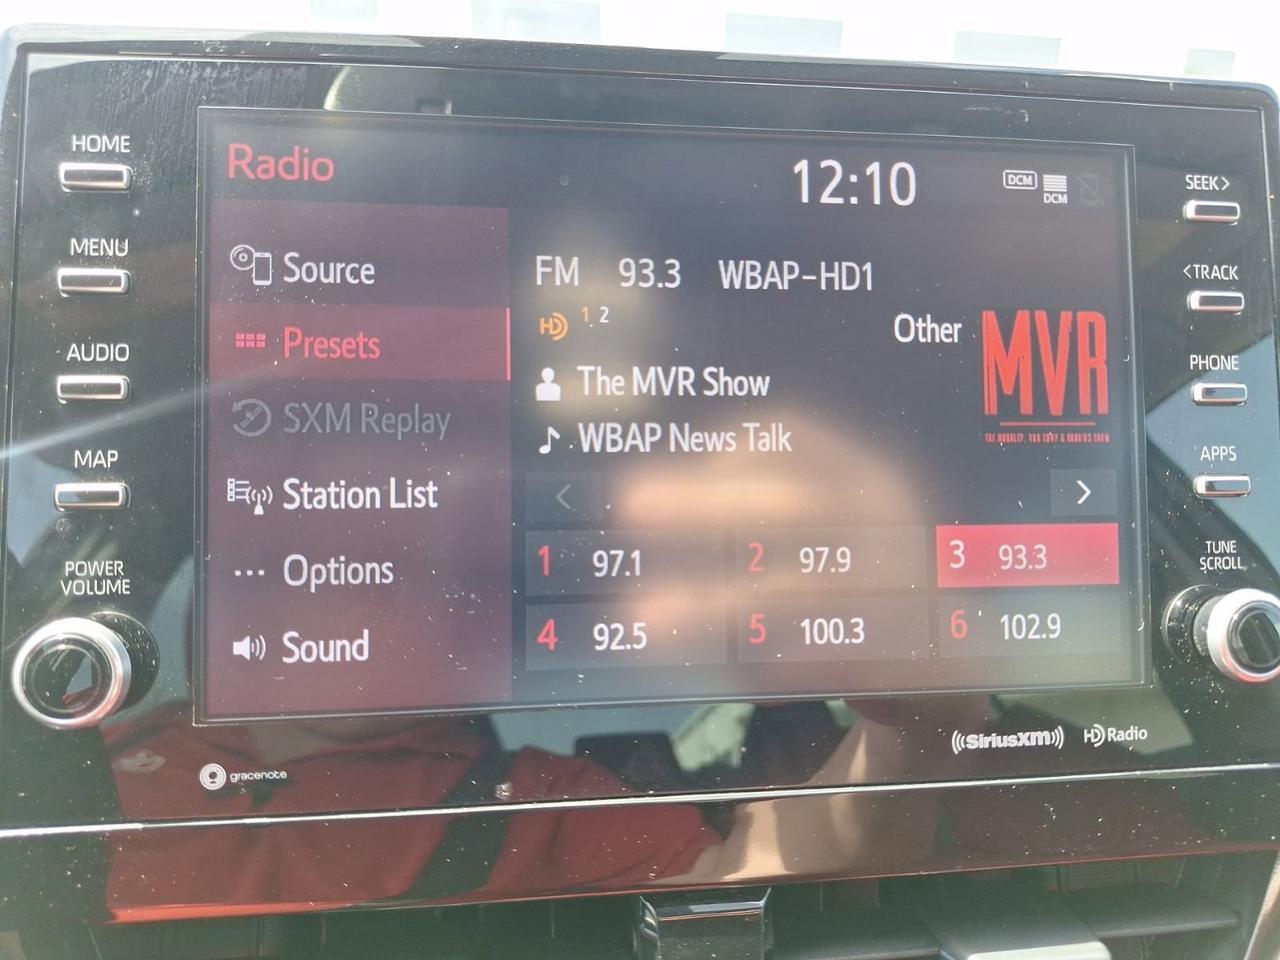 HOME
MENU
AUDIO
MAP
POWER
VOLUME
Radio
12:10
DCM
DCM
Source
Presets
SXM Replay
Station List
Options
Sound
FM 93.3 WBAP-HD1
HD 1 2
Other
MVR
The MVR Show
WBAP News Talk
< >
1 97.1
2 97.9
3 93.3
4 92.5
5 100.3
6 102.9
SEEK>
<TRACK
PHONE
APPS
TUNE
SCROLL
gracenote
((SiriusXM))
HD Radio